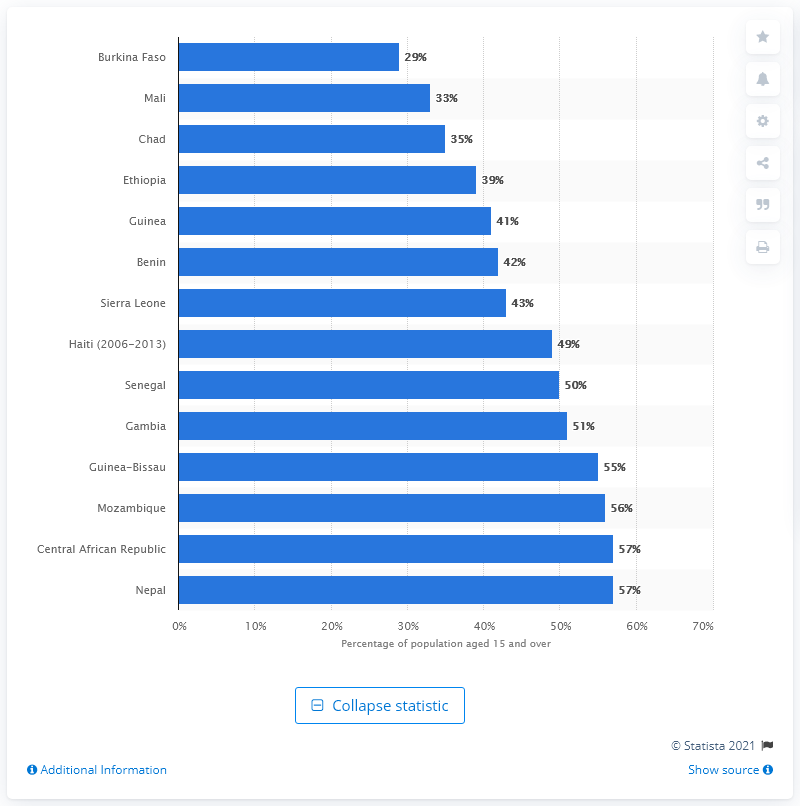 Burkina Faso 29%
Mali 33%
Chad 35%
Ethiopia 39%
Guinea 41%
Benin 42%
Sierra Leone 43%
Haiti (2006-2013) 49%
Senegal 50%
Gambia 51%
Guinea-Bissau 55%
Mozambique 56%
Central African Republic 57%
Nepal 57%
0% 10% 20% 30% 40% 50% 60% 70%
Percentage of population aged 15 and over
Collapse statistic
© Statista 2021
Additional Information Show source